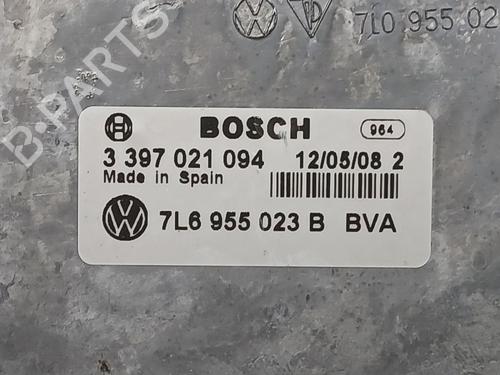 7L0 955 02
B-PARTS
BOSCH
964
3 397 021 094 12/05/08 2
Made in Spain
7L6 955 023 B BVA